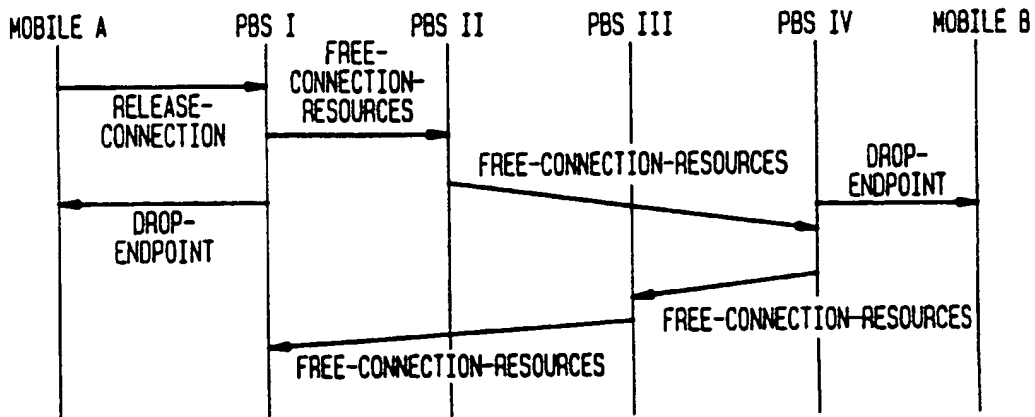 MOBILE A PBS I PBS II PBS III PBS IV MOBILE B
FREE-
CONNECTION-
RESOURCES
RELEASE-
CONNECTION
FREE-CONNECTION-RESOURCES
DROP-
ENDPOINT
DROP-
ENDPOINT
FREE-CONNECTION-RESOURCES
FREE-CONNECTION-RESOURCES